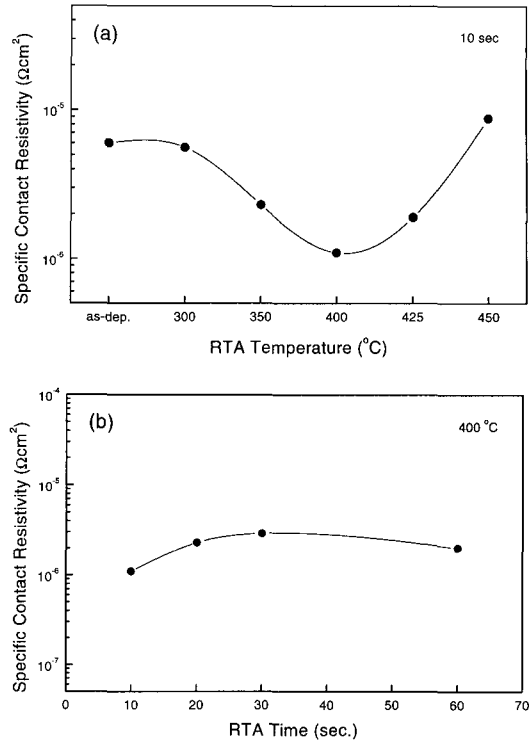 (a)
10 sec
Specific Contact Resistivity (Ωcm²)
10⁻⁵
10⁻⁶
as-dep. 300 350 400 425 450
RTA Temperature (°C)
(b)
400 °C
Specific Contact Resistivity (Ωcm²)
10⁻⁴
10⁻⁵
10⁻⁶
10⁻⁷
0 10 20 30 40 50 60 70
RTA Time (sec.)